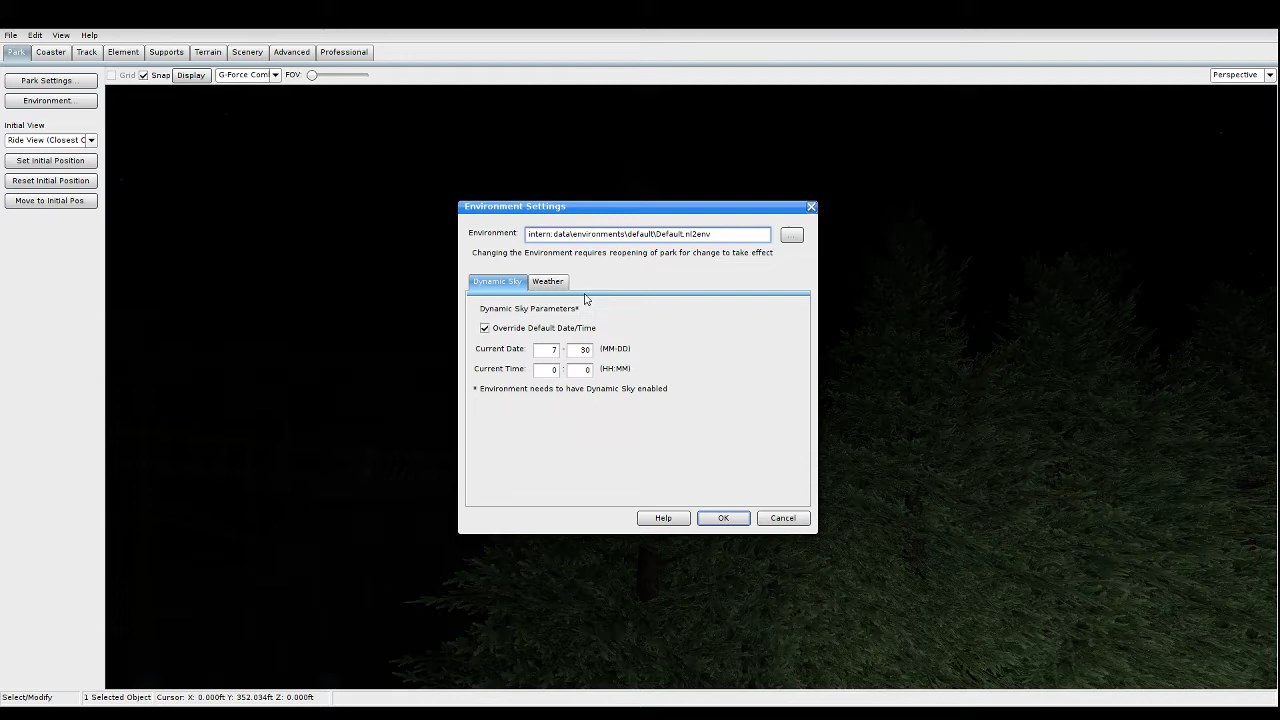 File Edit View Help
Park Coaster Track Element Supports Terrain Scenery Advanced Professional
Park Settings... Grid Snap Display G-Force Com FOV: Perspective
Environment...
Initial View
Ride View (Closest C
Set Initial Position
Reset Initial Position
Move to Initial Pos.
Environment Settings
Environment: intern:data\environments\default\Default.nl2env ...
Changing the Environment requires reopening of park for change to take effect
Dynamic Sky Weather
Dynamic Sky Parameters*
Override Default Date/Time
Current Date: 7 - 30 (MM-DD)
Current Time: 0 : 0 (HH:MM)
* Environment needs to have Dynamic Sky enabled
Help OK Cancel
Select/Modify 1 Selected Object Cursor: X: 0.000ft Y: 352.034ft Z: 0.000ft